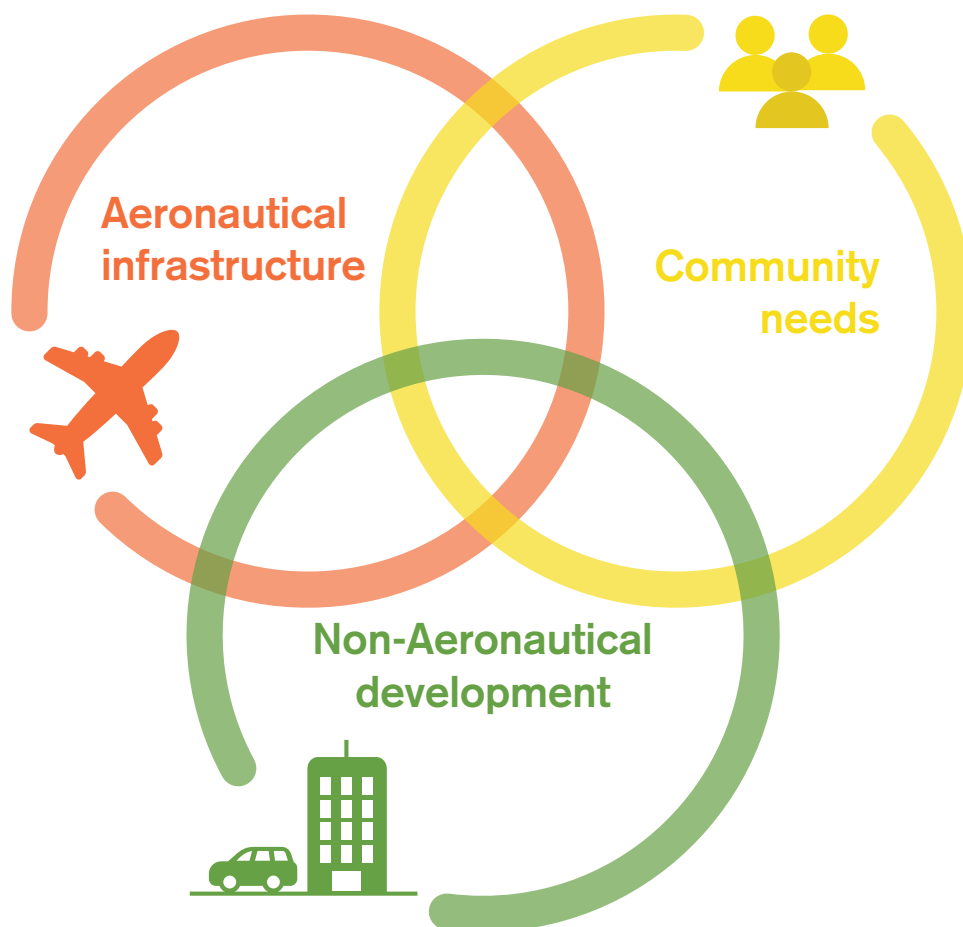 Aeronautical
infrastructure
Community
needs
Non-Aeronautical
development